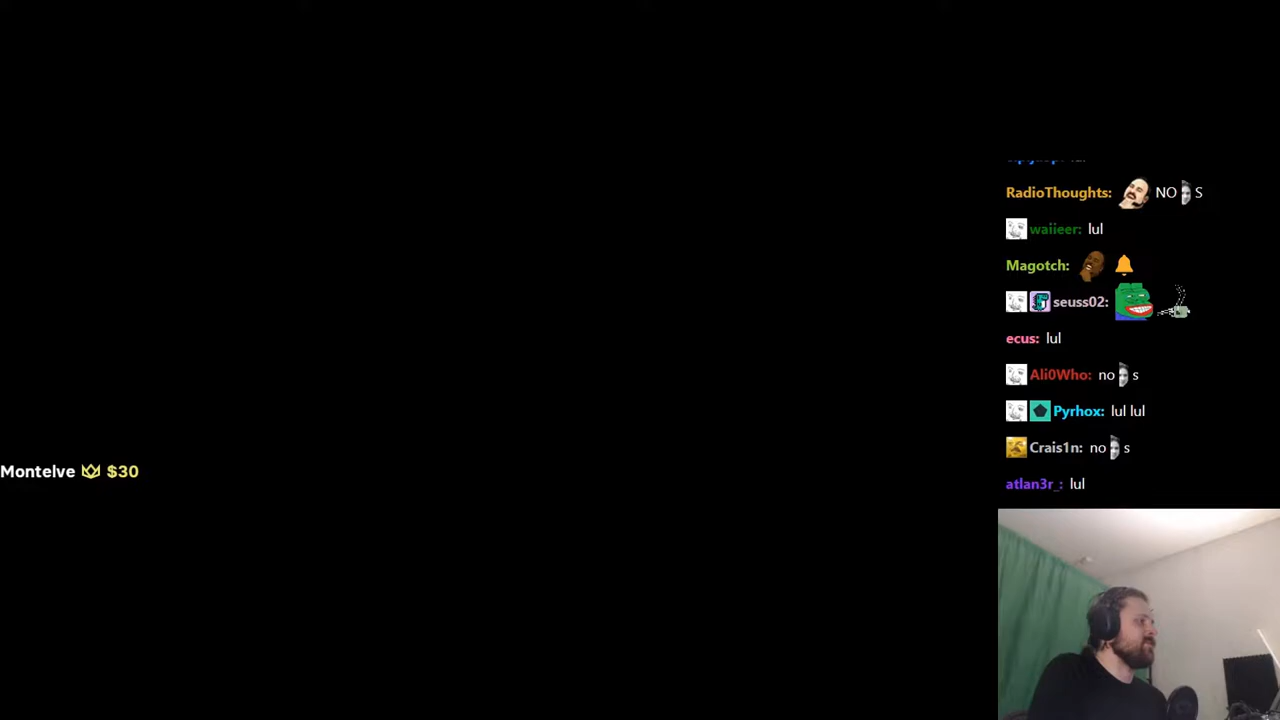 RadioThoughts: NO S
waiieer: lul
Magotch:
seuss02:
ecus: lul
Ali0Who: no s
Pyrhox: lul lul
Crais1n: no s
Montelve $30
atlan3r_: lul